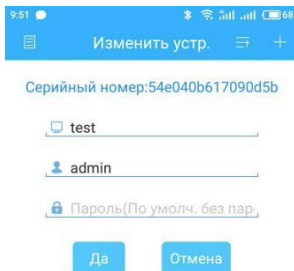 9:51 68
Изменить устр.
Серийный номер:54e040b617090d5b
test
admin
Пароль(По умолч. без пар.
Да Отмена